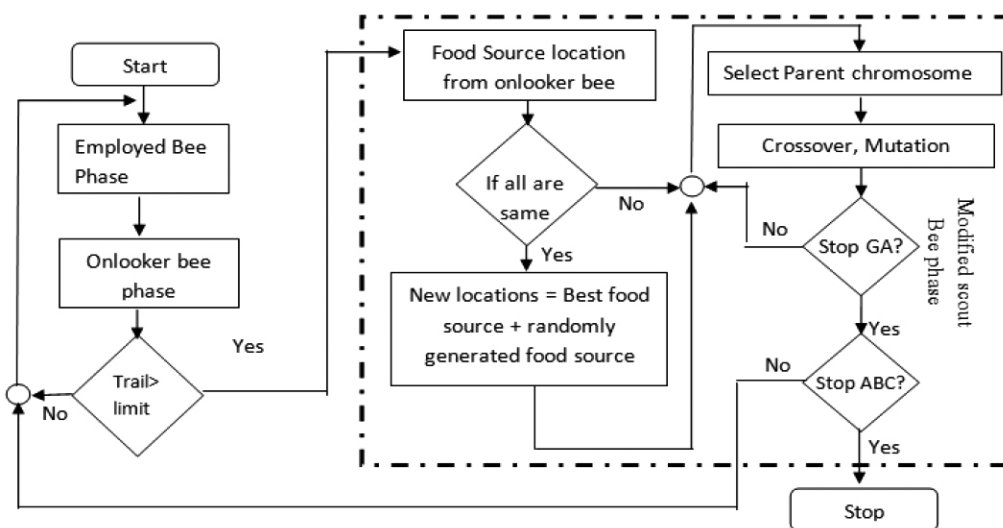 Start
Employed Bee
Phase
Onlooker bee
phase
Trail>
limit
No
Yes
Food Source location
from onlooker bee
If all are
same
No
Yes
New locations = Best food
source + randomly
generated food source
Select Parent chromosome
Crossover, Mutation
Stop GA?
No
Yes
Modified scout
Bee phase
Stop ABC?
No
Yes
Stop